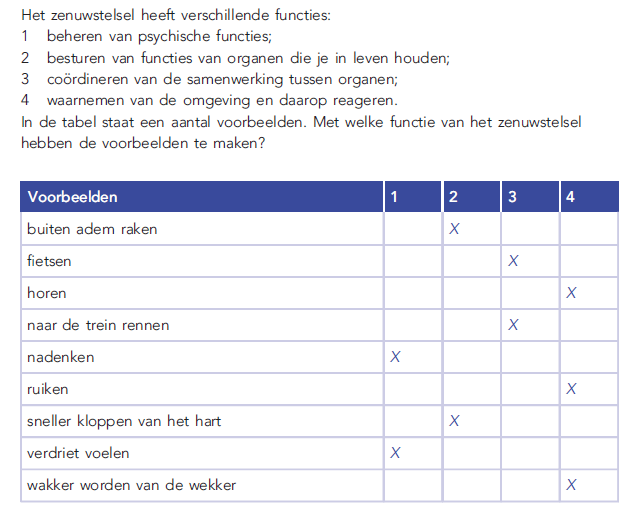 Het zenuwstelsel heeft verschillende functies:
1 beheren van psychische functies;
2 besturen van functies van organen die je in leven houden;
3 coördineren van de samenwerking tussen organen;
4 waarnemen van de omgeving en daarop reageren.
In de tabel staat een aantal voorbeelden. Met welke functie van het zenuwstelsel
hebben de voorbeelden te maken?
Voorbeelden 1 2 3 4
buiten adem raken X
fietsen X
horen X
naar de trein rennen X
nadenken X
ruiken X
sneller kloppen van het hart X
verdriet voelen X
wakker worden van de wekker X